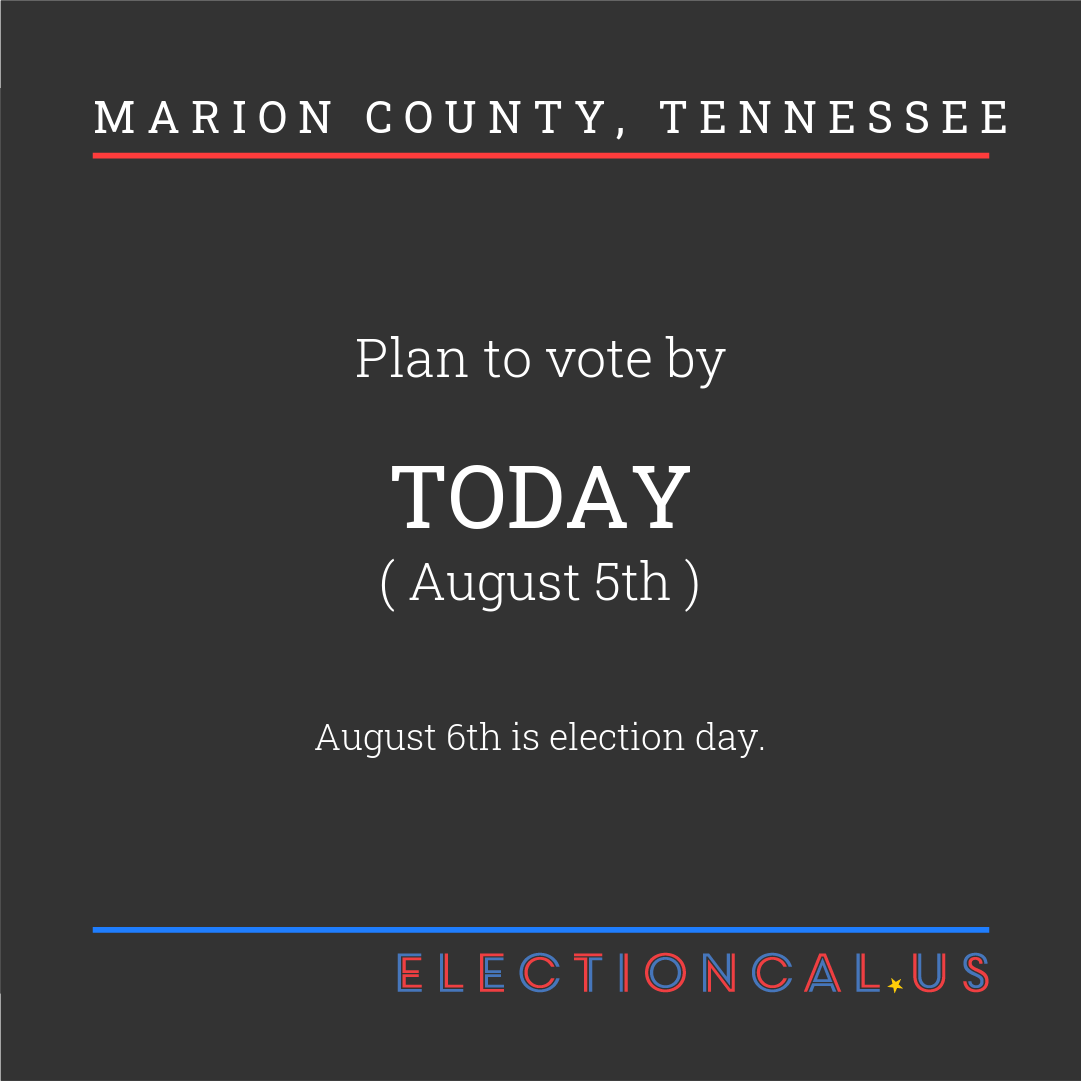 MARION COUNTY, TENNESSEE
Plan to vote by
TODAY
( August 5th )
August 6th is election day.
ELECTIONCAL.US